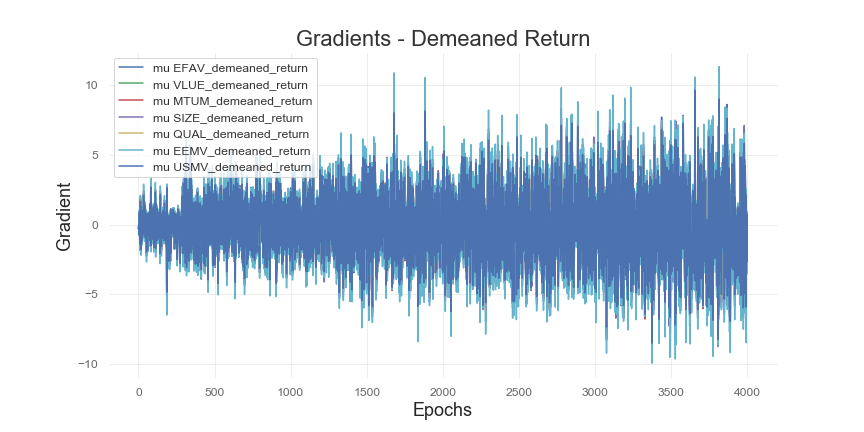 Gradients - Demeaned Return
mu EFAV_demeaned_return
mu VLUE_demeaned_return
mu MTUM_demeaned_return
mu SIZE_demeaned_return
mu QUAL_demeaned_return
mu EEMV_demeaned_return
mu USMV_demeaned_return
10
5
0
−5
−10
Gradient
0 500 1000 1500 2000 2500 3000 3500 4000
Epochs